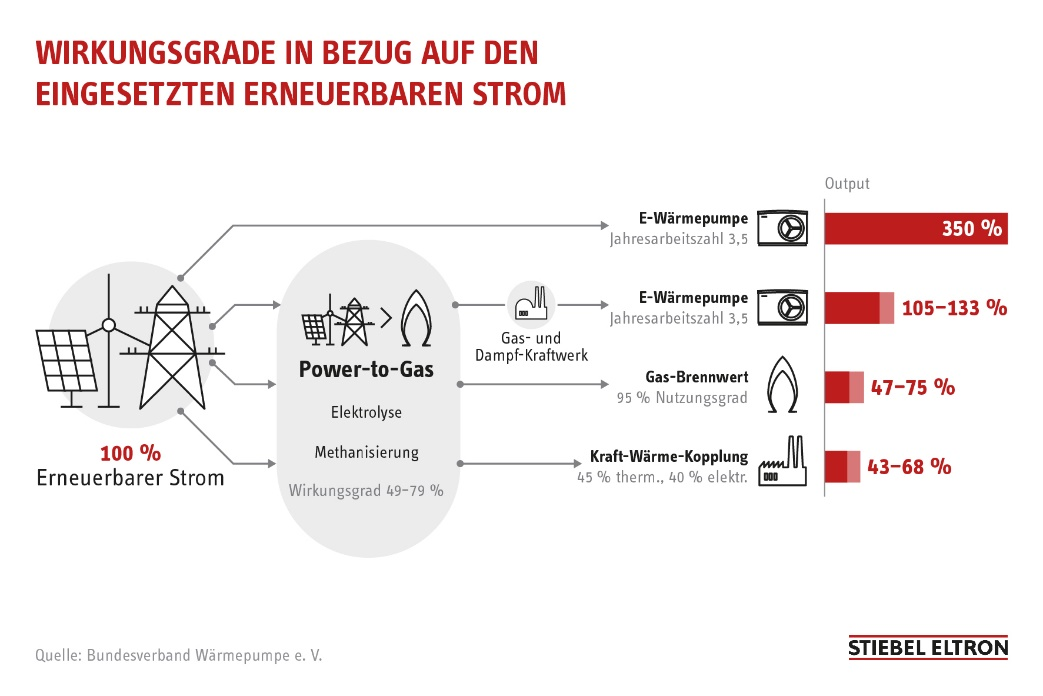 WIRKUNGSGRADE IN BEZUG AUF DEN
EINGESETZTEN ERNEUERBAREN STROM
Output
E-Wärmepumpe
Jahresarbeitszahl 3,5
350 %
E-Wärmepumpe
Jahresarbeitszahl 3,5
105–133 %
Gas- und
Dampf-Kraftwerk
Power-to-Gas
Elektrolyse
Methanisierung
Wirkungsgrad 49–79 %
Gas-Brennwert
95 % Nutzungsgrad
47–75 %
100 %
Erneuerbarer Strom
Kraft-Wärme-Kopplung
45 % therm., 40 % elektr.
43–68 %
Quelle: Bundesverband Wärmepumpe e. V.
STIEBEL ELTRON